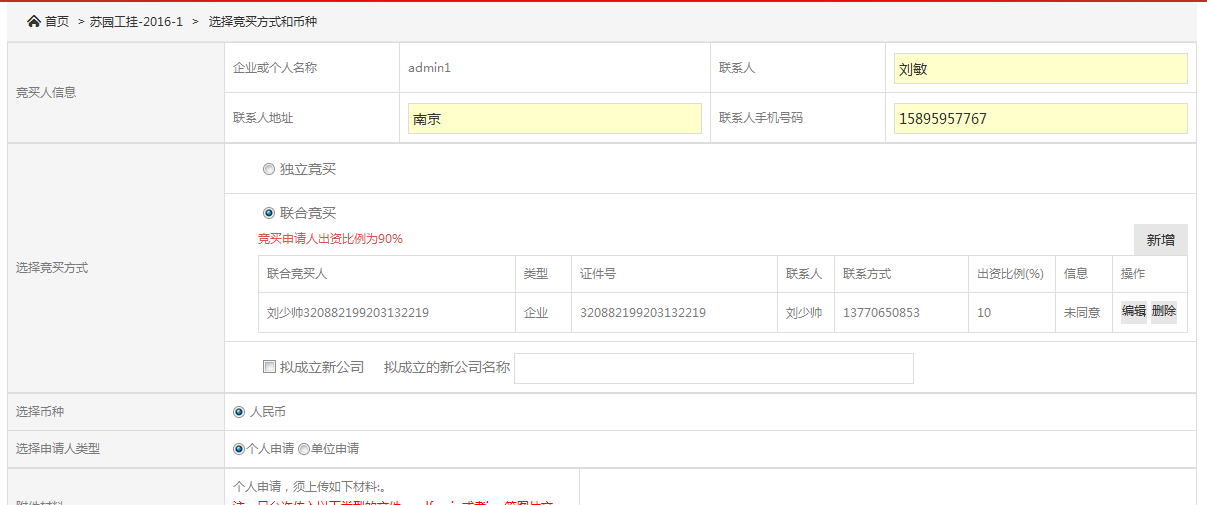 首页 > 苏园工挂-2016-1 > 选择竞买方式和币种
竞买人信息
企业或个人名称 admin1 联系人 刘敏
联系人地址 南京 联系人手机号码 15895957767
选择竞买方式
独立竞买
联合竞买
竞买申请人出资比例为90%
新增
联合竞买人 类型 证件号 联系人 联系方式 出资比例(%) 信息 操作
刘少帅320882199203132219 企业 320882199203132219 刘少帅 13770650853 10 未同意 编辑 删除
拟成立新公司 拟成立的新公司名称
选择币种 人民币
选择申请人类型 个人申请 单位申请
个人申请，须上传如下材料:。